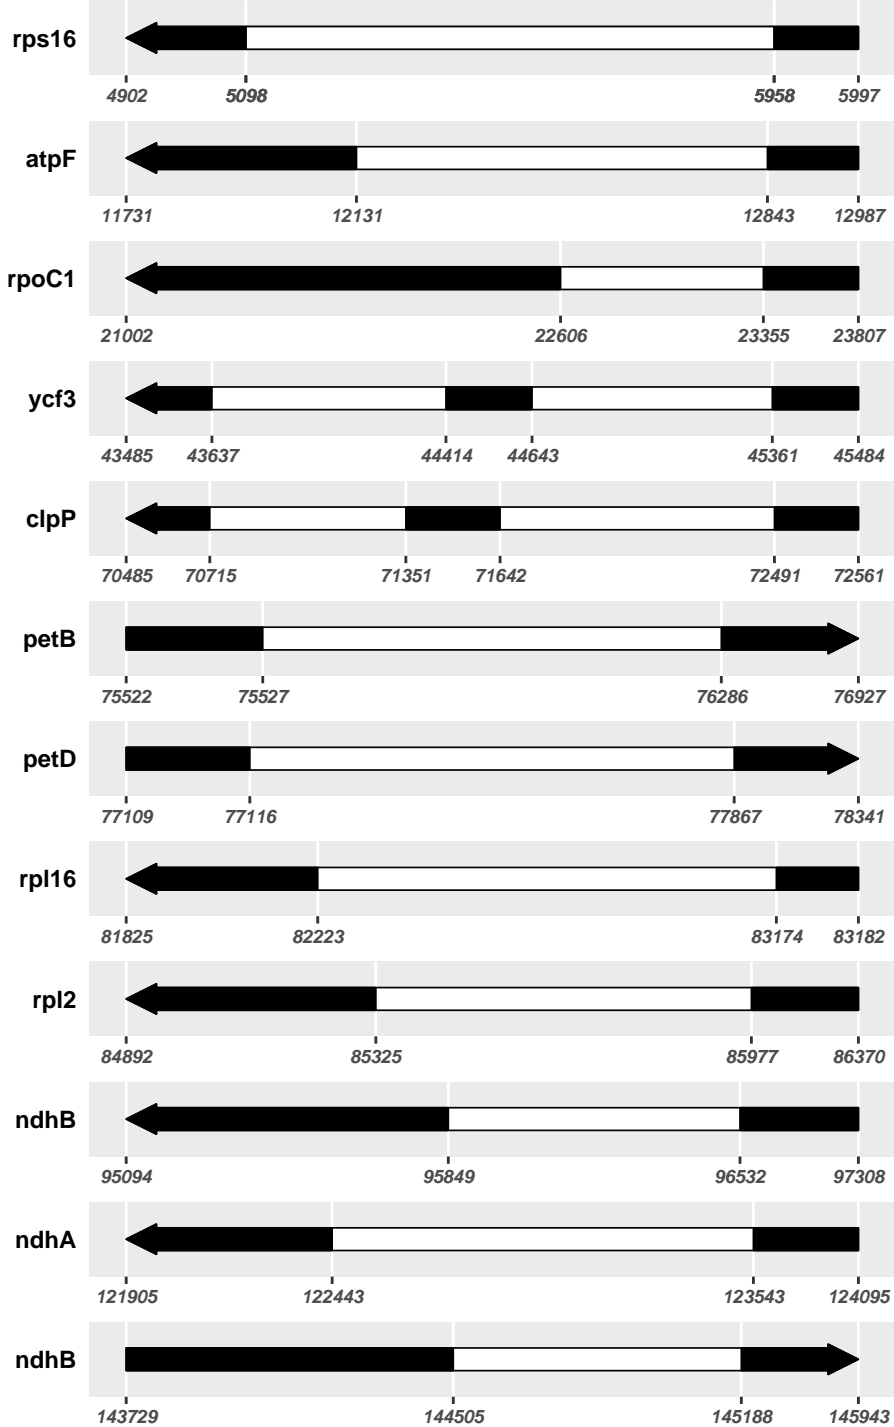 rps16
4902 5098 5958 5997
atpF
11731 12131 12843 12987
rpoC1
21002 22606 23355 23807
ycf3
43485 43637 44414 44643 45361 45484
clpP
70485 70715 71351 71642 72491 72561
petB
75522 75527 76286 76927
petD
77109 77116 77867 78341
rpl16
81825 82223 83174 83182
rpl2
84892 85325 85977 86370
ndhB
95094 95849 96532 97308
ndhA
121905 122443 123543 124095
ndhB
143729 144505 145188 145943